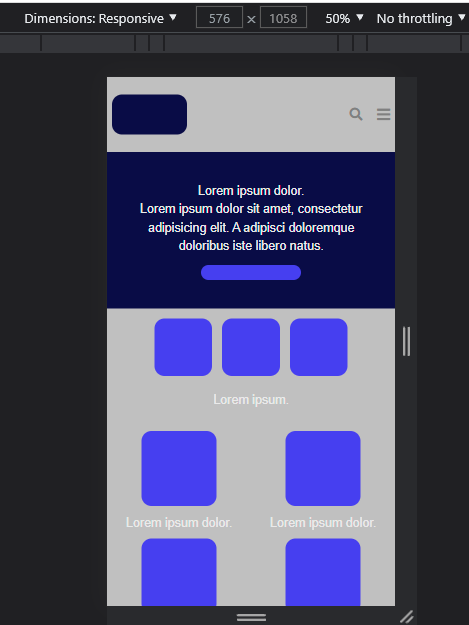 Dimensions: Responsive ▼ 576 × 1058 50% ▼ No throttling ▼
Lorem ipsum dolor.
Lorem ipsum dolor sit amet, consectetur
adipisicing elit. A adipisci doloremque
doloribus iste libero natus.
Lorem ipsum.
Lorem ipsum dolor. Lorem ipsum dolor.